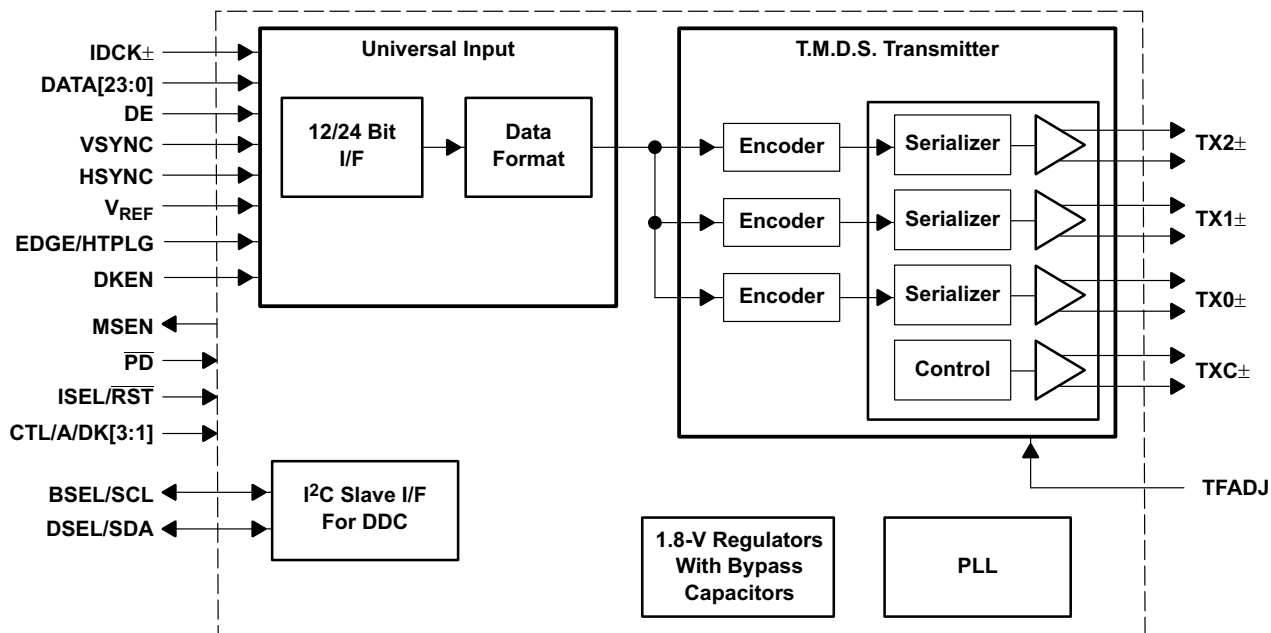 Universal Input
T.M.D.S. Transmitter
IDCK±
DATA[23:0]
DE
VSYNC
HSYNC
VREF
EDGE/HTPLG
DKEN
MSEN
PD
ISEL/RST
CTL/A/DK[3:1]
BSEL/SCL
DSEL/SDA
12/24 Bit
I/F
Data
Format
Encoder
Serializer
TX2±
Encoder
Serializer
TX1±
Encoder
Serializer
TX0±
Control
TXC±
TFADJ
I2C Slave I/F
For DDC
1.8-V Regulators
With Bypass
Capacitors
PLL